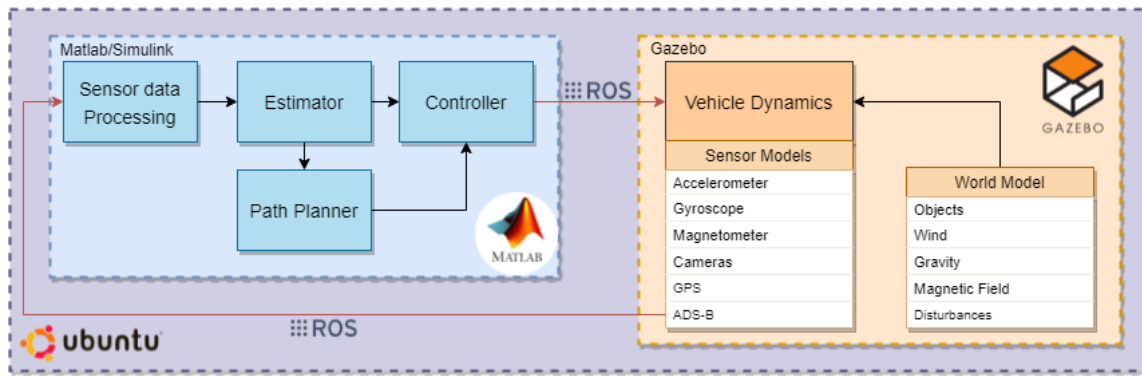 Matlab/Simulink
Sensor data
Processing
Estimator
Controller
Path Planner
MATLAB
ROS
Gazebo
Vehicle Dynamics
Sensor Models
Accelerometer
Gyroscope
Magnetometer
Cameras
GPS
ADS-B
GAZEBO
World Model
Objects
Wind
Gravity
Magnetic Field
Disturbances
ROS
ubuntu